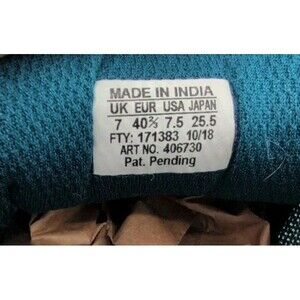 MADE IN INDIA
UK EUR USA JAPAN
7 40⅔ 7.5 25.5
FTY: 171383 10/18
ART NO. 406730
Pat. Pending